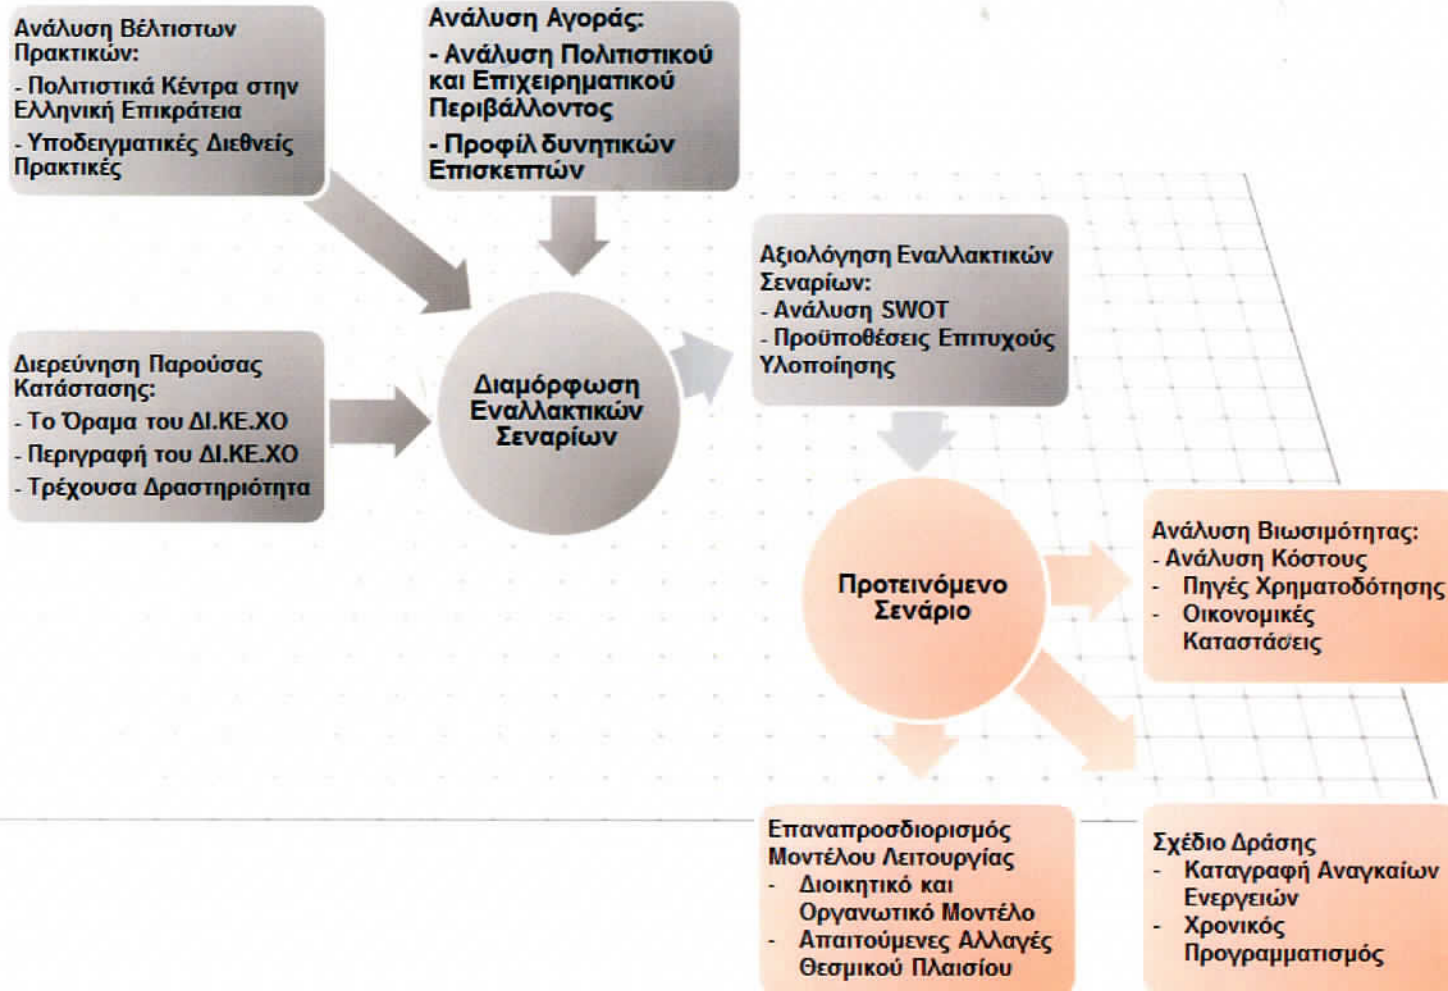 Ανάλυση Βέλτιστων
Πρακτικών:
- Πολιτιστικά Κέντρα στην
Ελληνική Επικράτεια
- Υποδειγματικές Διεθνείς
Πρακτικές
Ανάλυση Αγοράς:
- Ανάλυση Πολιτιστικού
και Επιχειρηματικού
Περιβάλλοντος
- Προφίλ δυνητικών
Επισκεπτών
Διερεύνηση Παρούσας
Κατάστασης:
- Το Όραμα του ΔΙ.ΚΕ.ΧΟ
- Περιγραφή του ΔΙ.ΚΕ.ΧΟ
- Τρέχουσα Δραστηριότητα
Διαμόρφωση
Εναλλακτικών
Σεναρίων
Αξιολόγηση Εναλλακτικών
Σεναρίων:
- Ανάλυση SWOT
- Προϋποθέσεις Επιτυχούς
Υλοποίησης
Προτεινόμενο
Σενάριο
Ανάλυση Βιωσιμότητας:
- Ανάλυση Κόστους
- Πηγές Χρηματοδότησης
- Οικονομικές
Καταστάσεις
Επαναπροσδιορισμός
Μοντέλου Λειτουργίας
- Διοικητικό και
Οργανωτικό Μοντέλο
- Απαιτούμενες Αλλαγές
Θεσμικού Πλαισίου
Σχέδιο Δράσης
- Καταγραφή Αναγκαίων
Ενεργειών
- Χρονικός
Προγραμματισμός